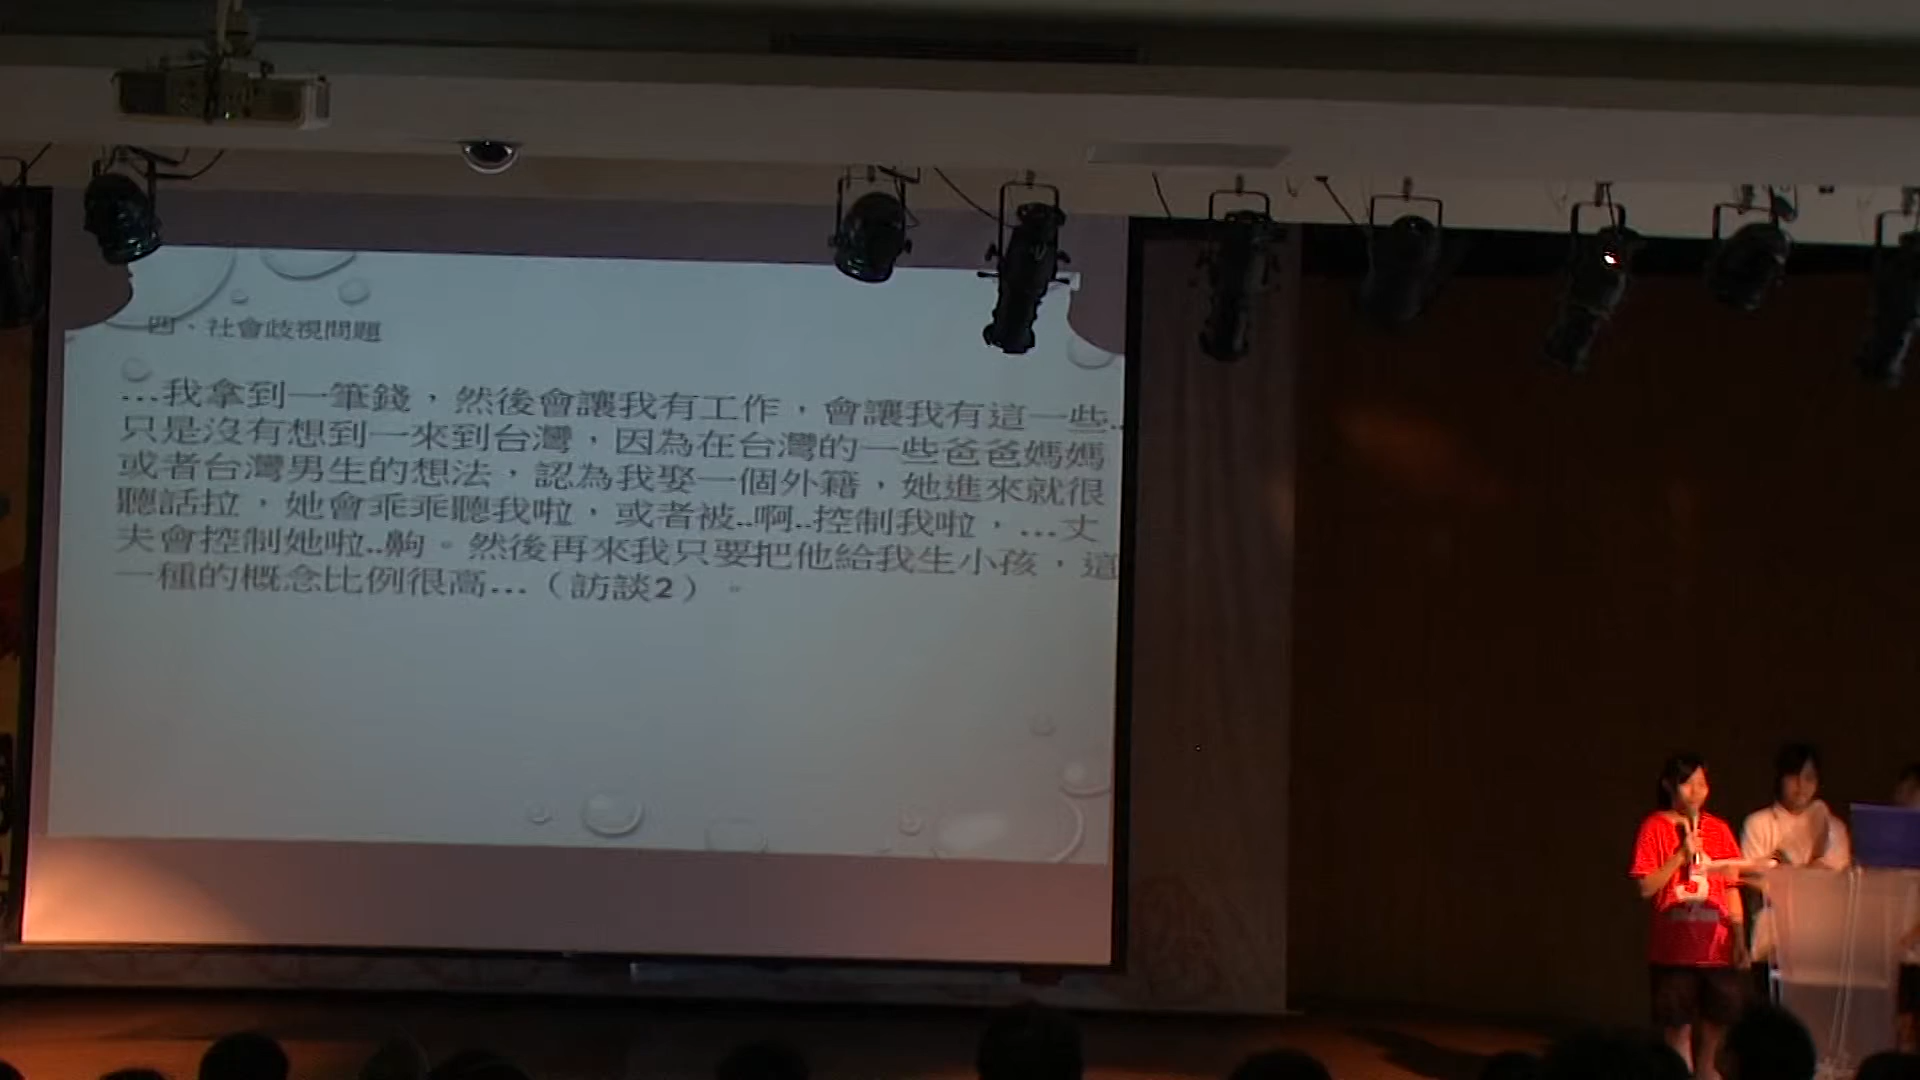 四、社會歧視問題
…我拿到一筆錢，然後會讓我有工作，會讓我有這一些..
只是沒有想到一來到台灣，因為在台灣的一些爸爸媽媽
或者台灣男生的想法，認為我娶一個外籍，她進來就很
聽話拉，她會乖乖聽我啦，或者被..啊..控制我啦，…丈
夫會控制她啦..齁。然後再來我只要把他給我生小孩，這
一種的概念比例很高…（訪談2）。